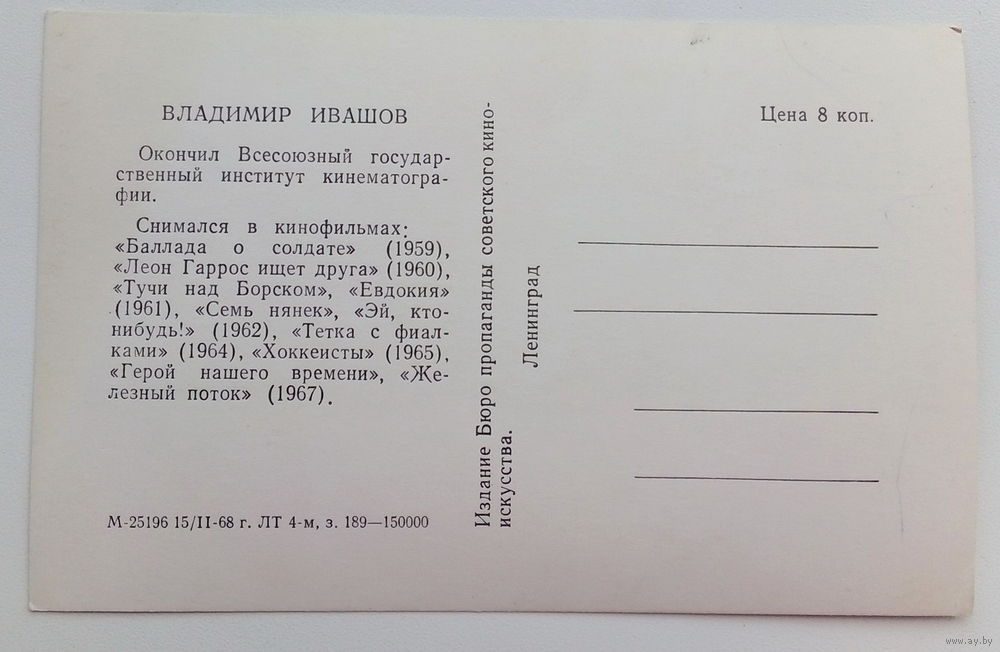 ВЛАДИМИР ИВАШОВ
Окончил Всесоюзный государ-
ственный институт кинематогра-
фии.
Снимался в кинофильмах:
«Баллада о солдате» (1959),
«Леон Гаррос ищет друга» (1960),
«Тучи над Борском», «Евдокия»
(1961), «Семь нянек», «Эй, кто-
нибудь!» (1962), «Тетка с фиал-
ками» (1964), «Хоккеисты» (1965),
«Герой нашего времени», «Же-
лезный поток» (1967).
М-25196 15/II-68 г. ЛТ 4-м, з. 189—150000
Издание Бюро пропаганды советского кино-
искусства.
Ленинград
Цена 8 коп.
www.ay.by